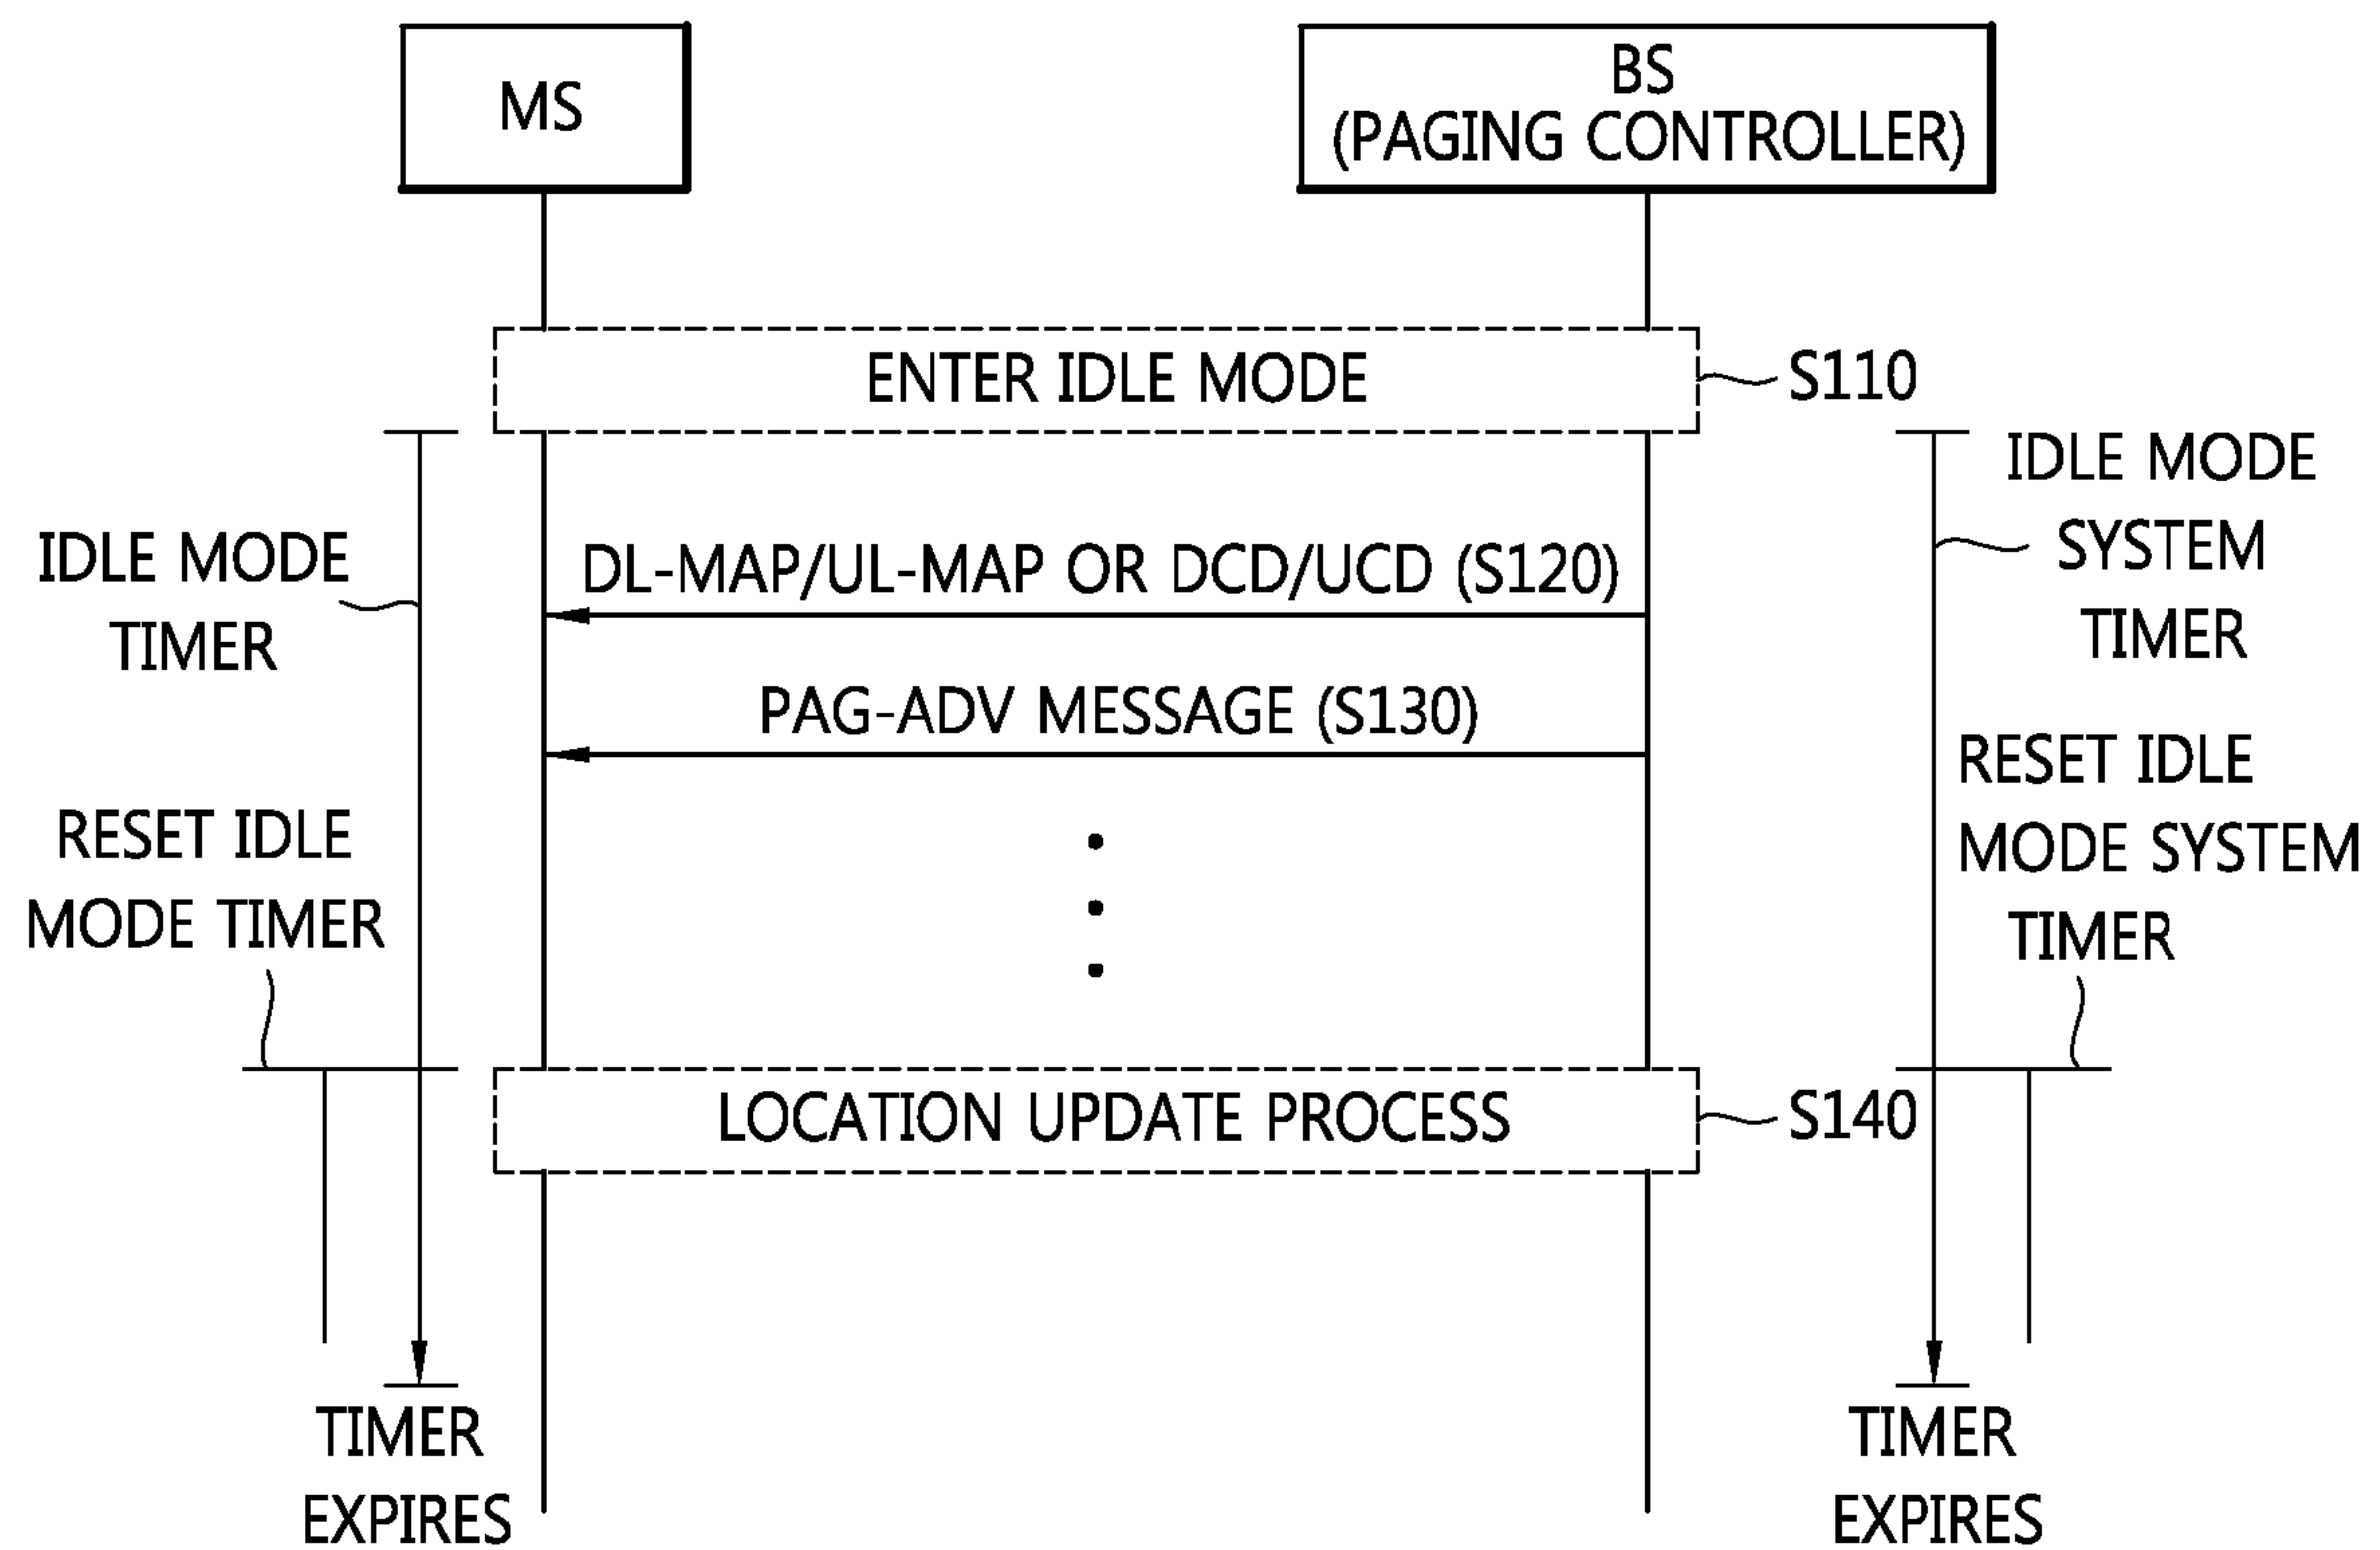 MS
BS
(PAGING CONTROLLER)
ENTER IDLE MODE
S110
IDLE MODE
SYSTEM
TIMER
IDLE MODE
TIMER
DL-MAP/UL-MAP OR DCD/UCD (S120)
PAG-ADV MESSAGE (S130)
RESET IDLE
MODE TIMER
RESET IDLE
MODE SYSTEM
TIMER
LOCATION UPDATE PROCESS
S140
TIMER
EXPIRES
TIMER
EXPIRES